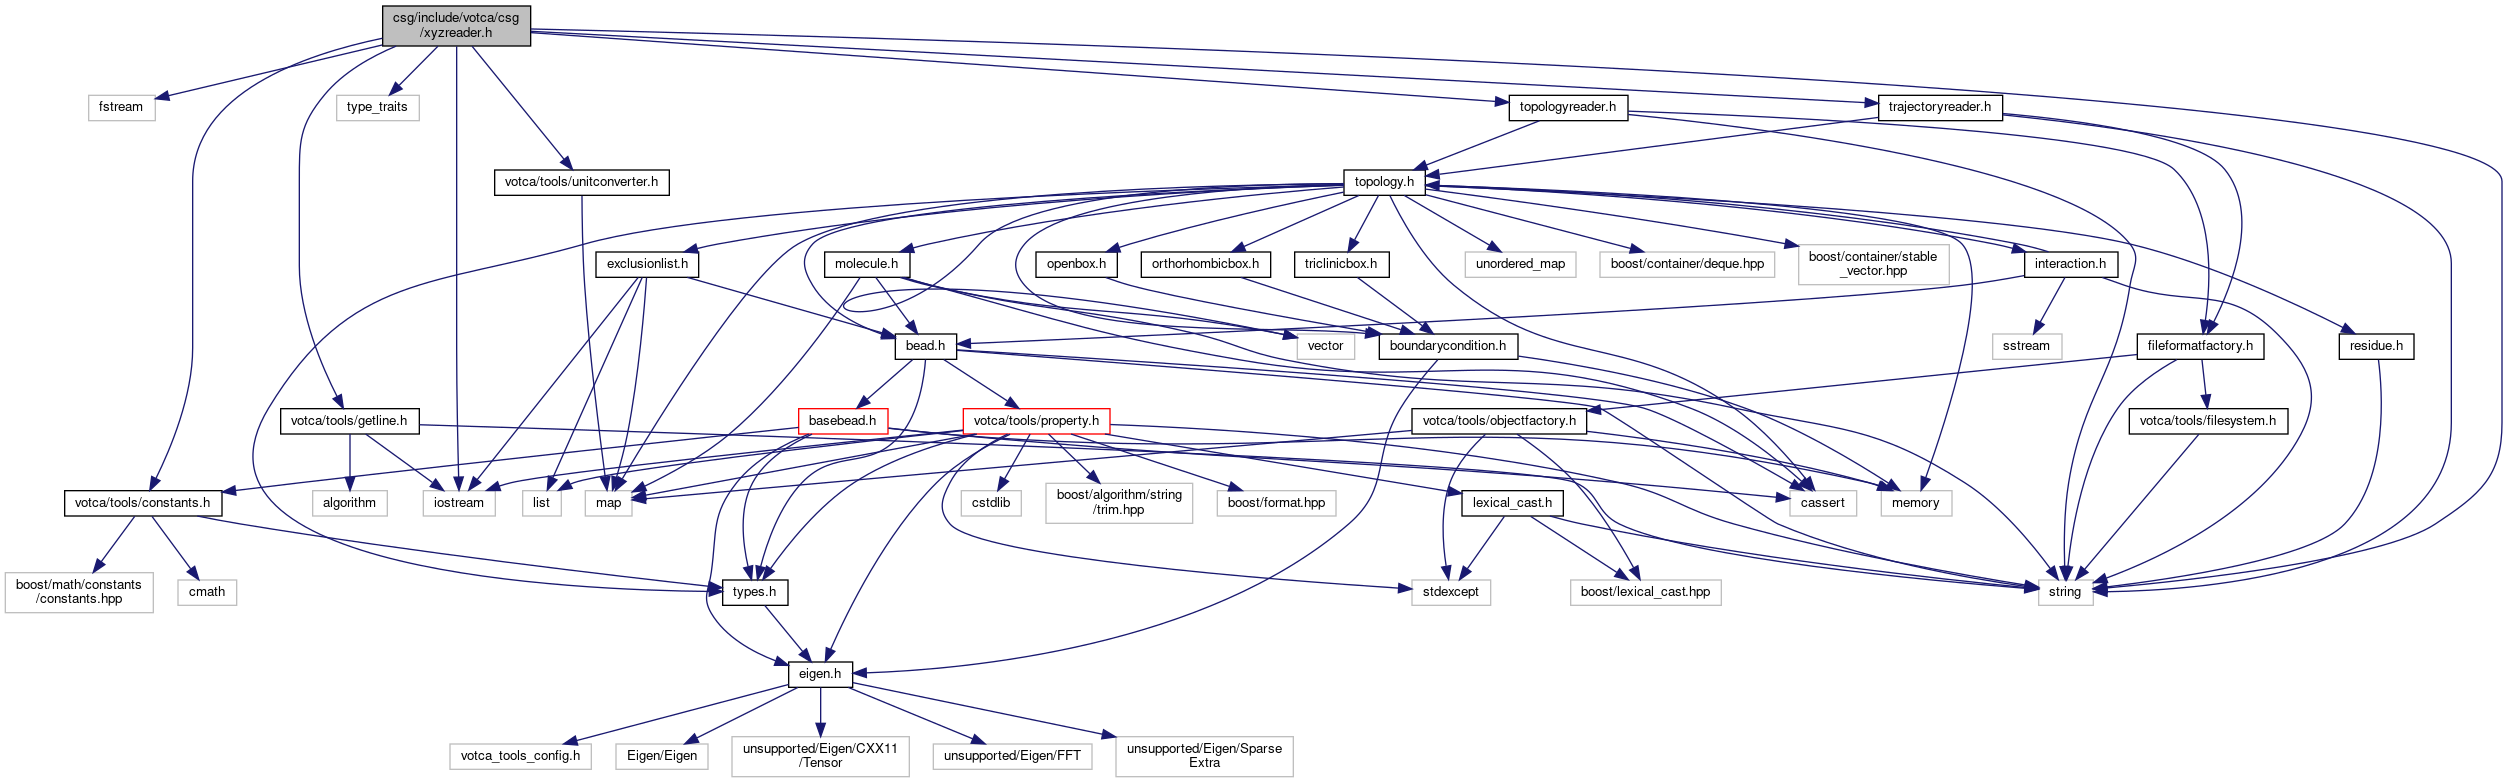 csg/include/votca/csg
/xyzreader.h
fstream
type_traits
topologyreader.h
trajectoryreader.h
votca/tools/unitconverter.h
topology.h
exclusionlist.h
molecule.h
openbox.h
orthorhombicbox.h
triclinicbox.h
unordered_map
boost/container/deque.hpp
boost/container/stable
_vector.hpp
interaction.h
bead.h
vector
boundarycondition.h
sstream
fileformatfactory.h
residue.h
votca/tools/getline.h
basebead.h
votca/tools/property.h
votca/tools/objectfactory.h
votca/tools/filesystem.h
votca/tools/constants.h
algorithm
iostream
list
map
cstdlib
boost/algorithm/string
/trim.hpp
boost/format.hpp
lexical_cast.h
cassert
memory
boost/math/constants
/constants.hpp
cmath
types.h
stdexcept
boost/lexical_cast.hpp
string
eigen.h
votca_tools_config.h
Eigen/Eigen
unsupported/Eigen/CXX11
/Tensor
unsupported/Eigen/FFT
unsupported/Eigen/Sparse
Extra